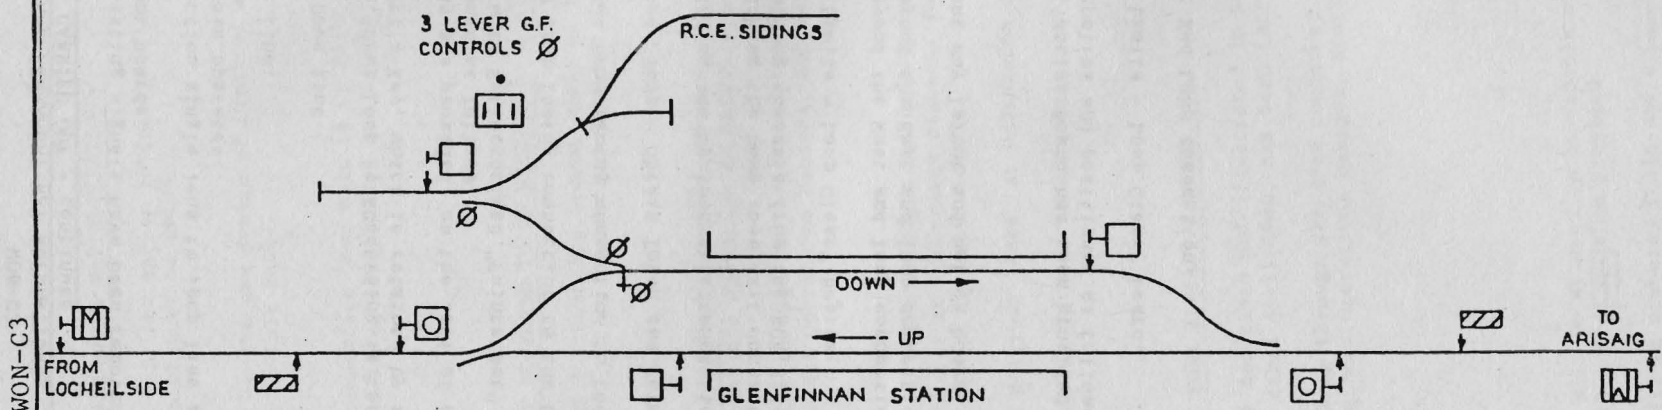 3 LEVER G.F.
CONTROLS Ø
R.C.E. SIDINGS
Ø
Ø
Ø
DOWN
UP
M
TO
ARISAIG
FROM
LOCHEILSIDE
GLENFINNAN STATION
M
WON-C3